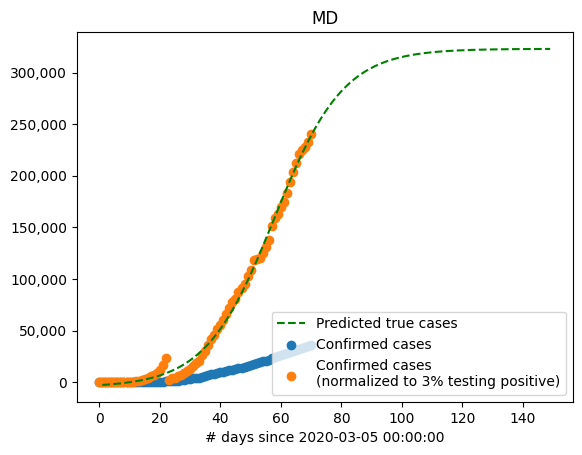 MD
300,000
250,000
200,000
150,000
100,000
50,000
0
0 20 40 60 80 100 120 140
# days since 2020-03-05 00:00:00
Predicted true cases
Confirmed cases
Confirmed cases
(normalized to 3% testing positive)